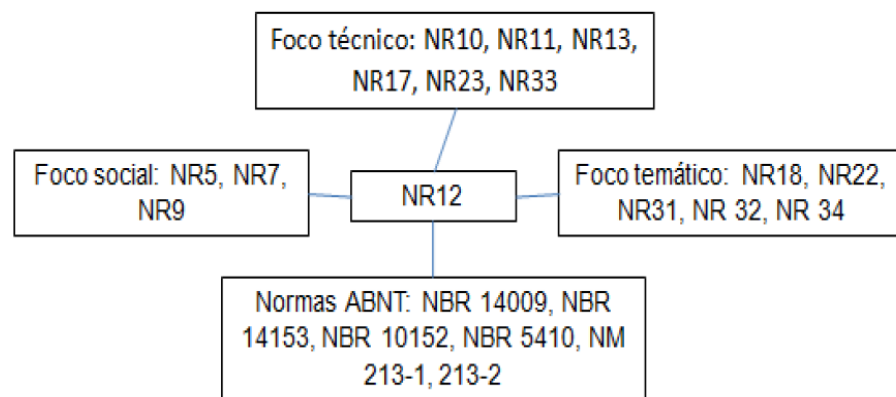 Foco técnico: NR10, NR11, NR13,
NR17, NR23, NR33
Foco social: NR5, NR7,
NR9
NR12
Foco temático: NR18, NR22,
NR31, NR 32, NR 34
Normas ABNT: NBR 14009, NBR
14153, NBR 10152, NBR 5410, NM
213-1, 213-2